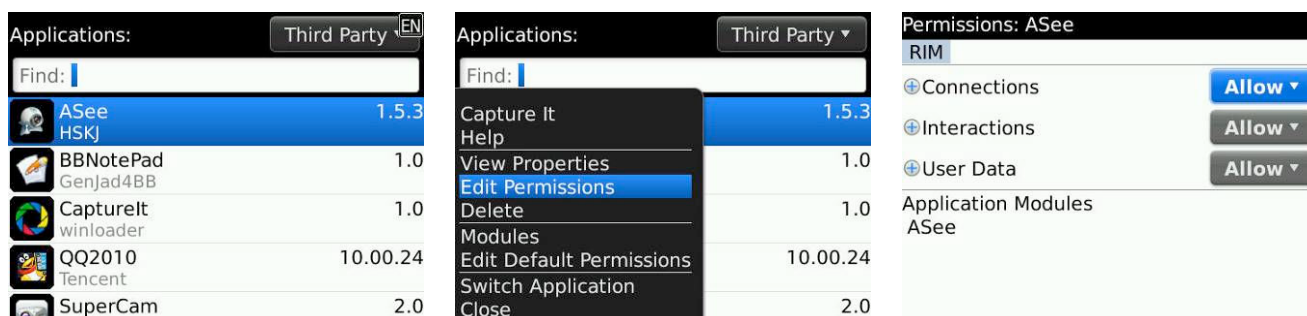 Applications:
Third Party
EN
Find:
ASee
1.5.3
HSKJ
BBNotePad
1.0
GenJad4BB
CaptureIt
1.0
winloader
QQ2010
10.00.24
Tencent
SuperCam
2.0
Applications:
Third Party
Find:
1.5.3
Capture It
Help
View Properties
1.0
Edit Permissions
Delete
1.0
Modules
Edit Default Permissions
10.00.24
Switch Application
Close
2.0
Permissions: ASee
RIM
Connections
Allow
Interactions
Allow
User Data
Allow
Application Modules
ASee